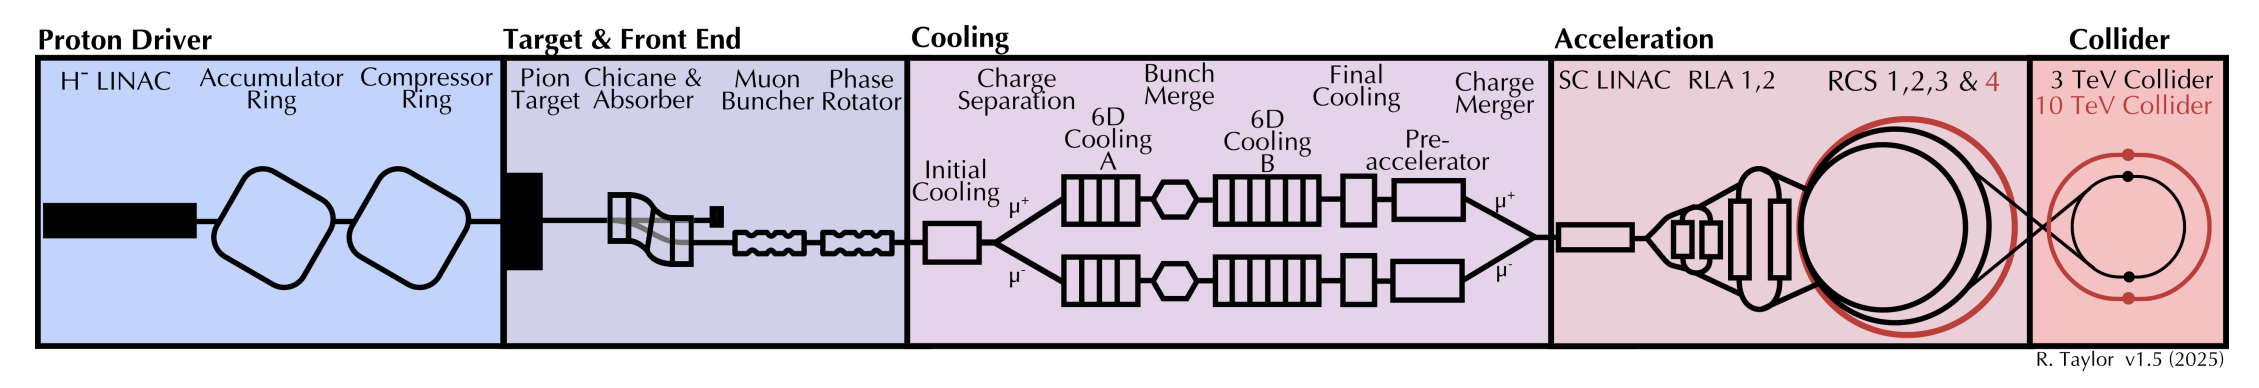 Proton Driver
H⁻ LINAC
Accumulator
Ring
Compressor
Ring
Target & Front End
Pion
Target
Chicane &
Absorber
Muon
Buncher
Phase
Rotator
Cooling
Initial
Cooling
Charge
Separation
μ⁺
μ⁻
6D
Cooling
A
Bunch
Merge
6D
Cooling
B
Final
Cooling
Pre-
accelerator
Charge
Merger
μ⁺
μ⁻
Acceleration
SC LINAC
RLA 1,2
RCS 1,2,3 & 4
Collider
3 TeV Collider
10 TeV Collider
R. Taylor v1.5 (2025)